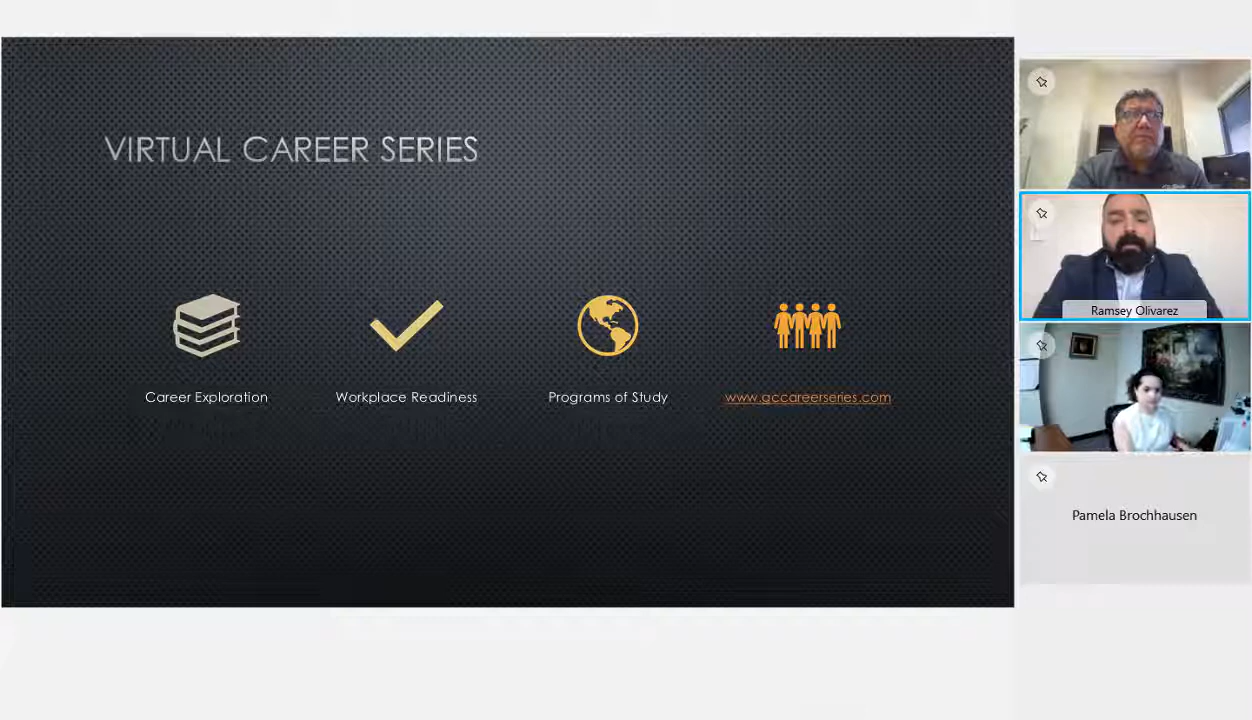 VIRTUAL CAREER SERIES
Career Exploration
Workplace Readiness
Programs of Study
www.gccareerseries.com
Ramsey Olivarez
Pamela Brochhausen